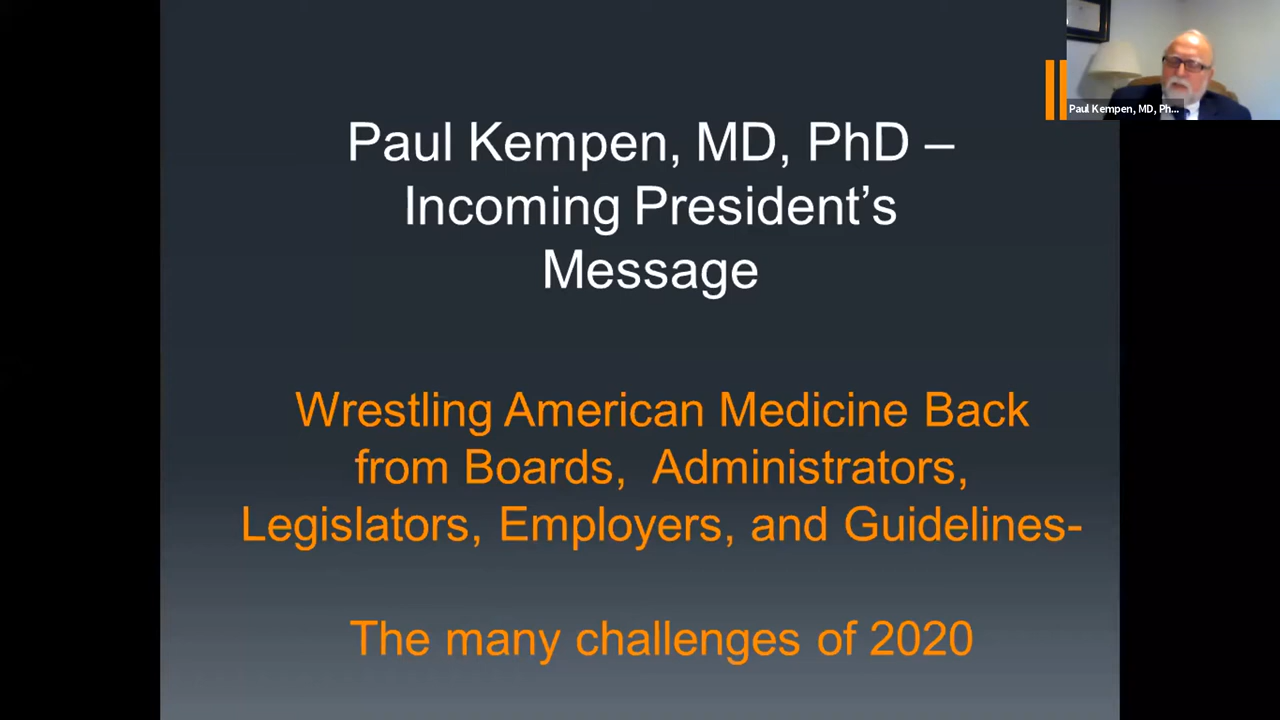 Paul Kempen, MD, PhD –
Incoming President’s
Message
Wrestling American Medicine Back
from Boards,  Administrators,
Legislators, Employers, and Guidelines-
The many challenges of 2020
Paul Kempen, MD, Ph...